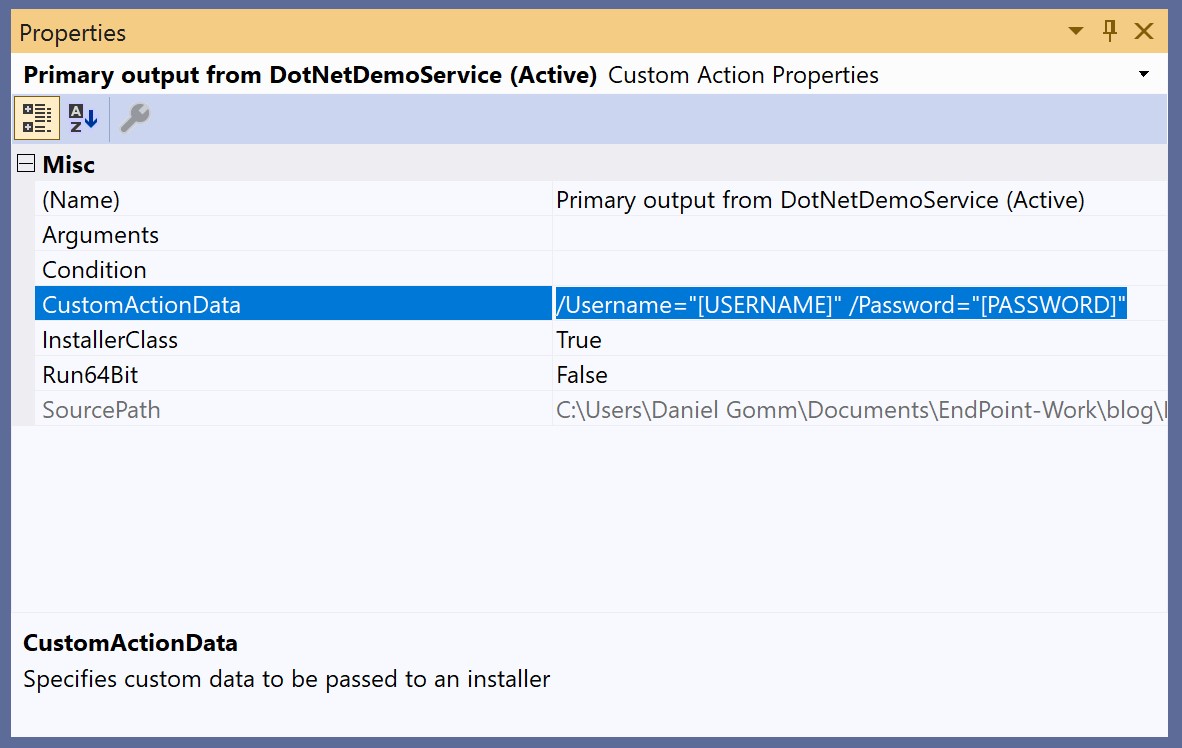 Properties
Primary output from DotNetDemoService (Active) Custom Action Properties
Misc
(Name) Primary output from DotNetDemoService (Active)
Arguments
Condition
CustomActionData /Username="[USERNAME]" /Password="[PASSWORD]"
InstallerClass True
Run64Bit False
SourcePath C:\Users\Daniel Gomm\Documents\EndPoint-Work\blog\
CustomActionData
Specifies custom data to be passed to an installer